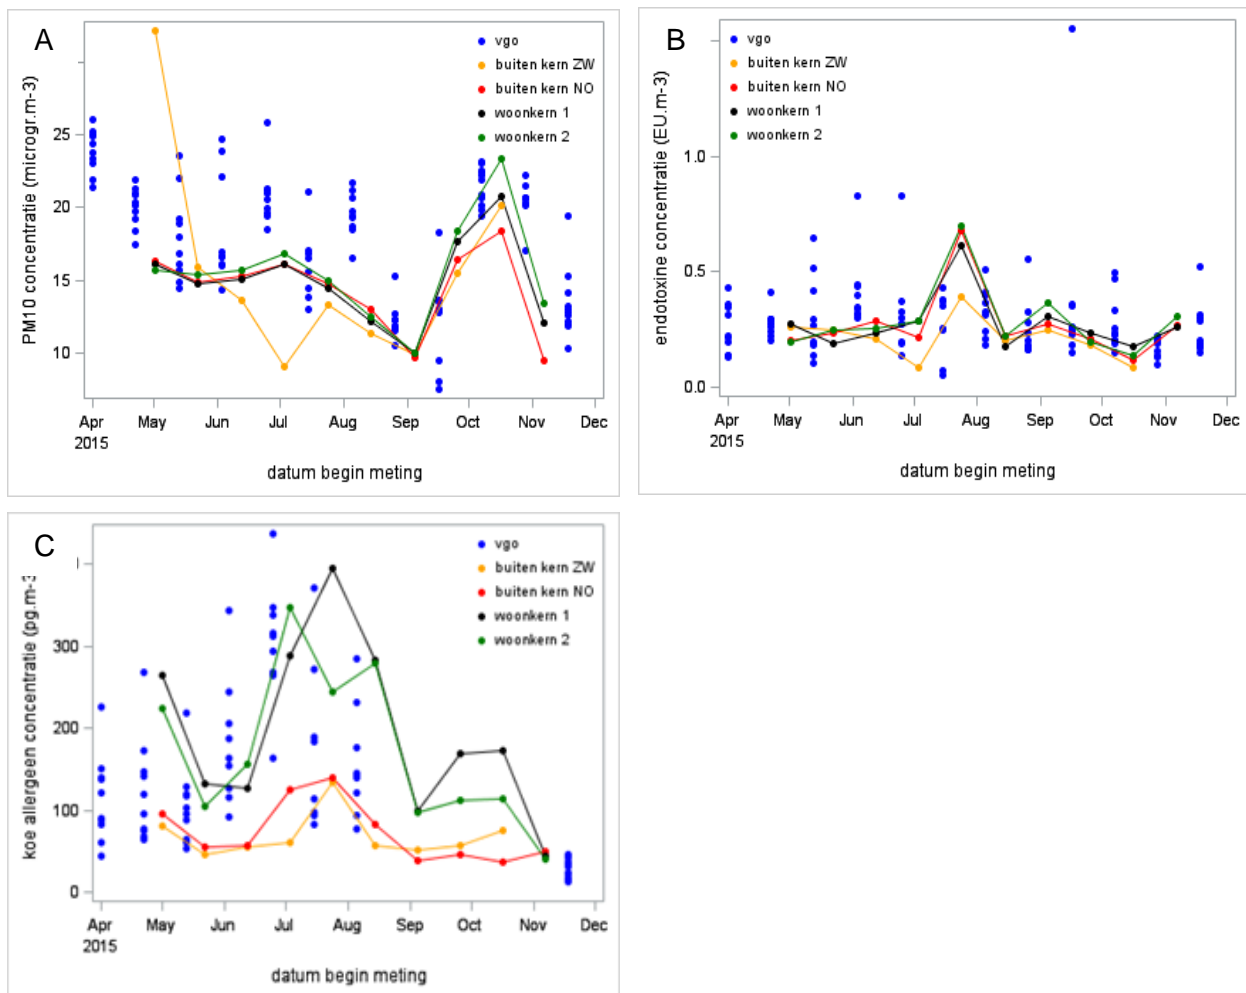 A
PM10 concentratie (microgr.m-3)
25
20
15
10
vgo
buiten kern ZW
buiten kern NO
woonkern 1
woonkern 2
Apr May Jun Jul Aug Sep Oct Nov Dec
2015
datum begin meting
B
endotoxine concentratie (EU.m-3)
1.0
0.5
0.0
vgo
buiten kern ZW
buiten kern NO
woonkern 1
woonkern 2
Apr May Jun Jul Aug Sep Oct Nov Dec
2015
datum begin meting
C
koe allergeen concentratie (pg.m-3
300
200
100
0
vgo
buiten kern ZW
buiten kern NO
woonkern 1
woonkern 2
Apr May Jun Jul Aug Sep Oct Nov Dec
2015
datum begin meting